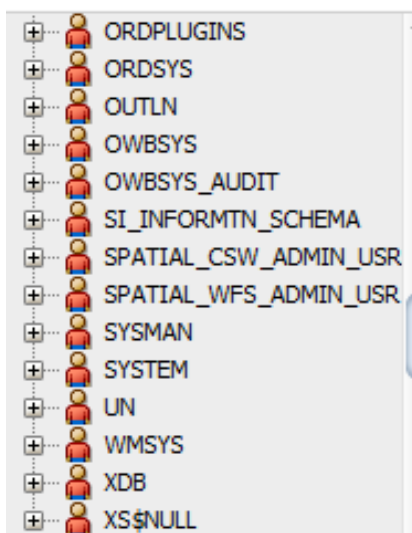 ORDPLUGINS
ORDSYS
OUTLN
OWBSYS
OWBSYS_AUDIT
SI_INFORMTN_SCHEMA
SPATIAL_CSW_ADMIN_USR
SPATIAL_WFS_ADMIN_USR
SYSMAN
SYSTEM
UN
WMSYS
XDB
XS$NULL